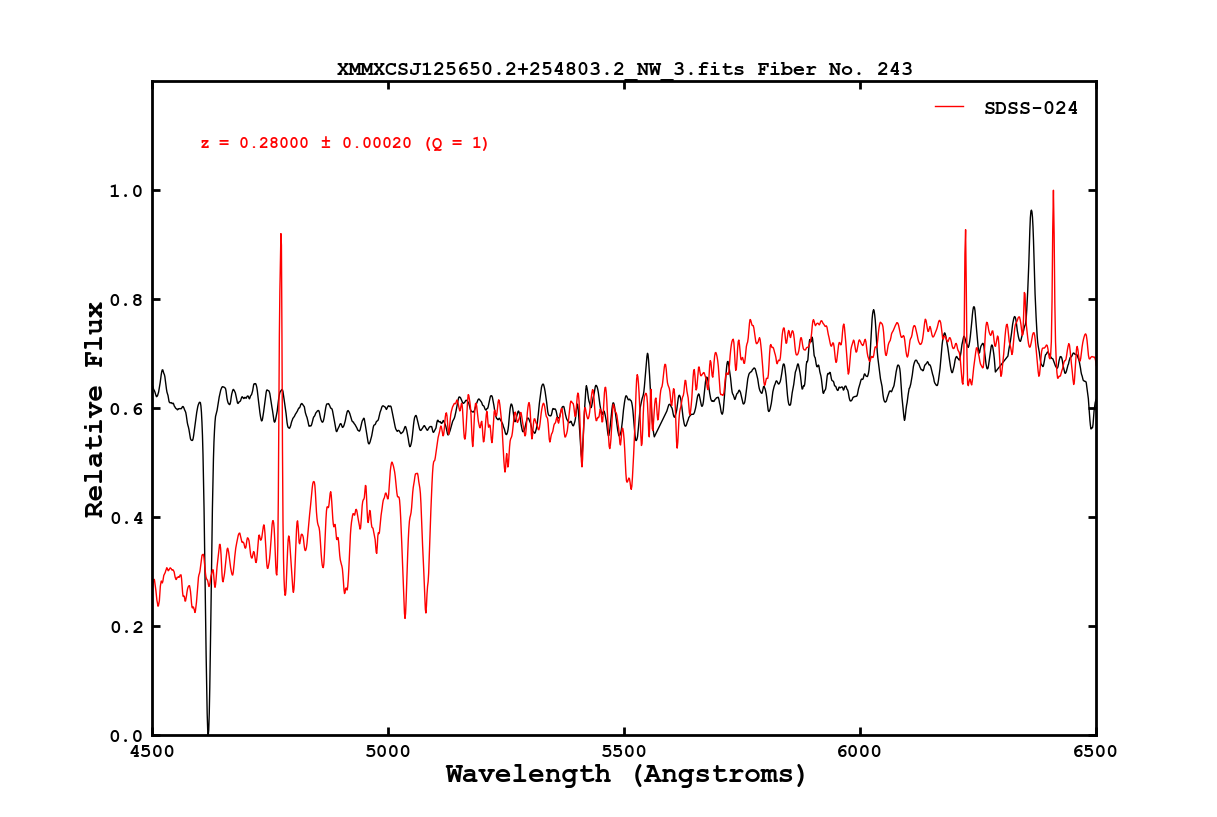 XMMXCSJ125650.2+254803.2_NW_3.fits Fiber No. 243
SDSS-024
z = 0.28000 ± 0.00020 (Q = 1)
1.0
0.8
0.6
0.4
0.2
0.0
Relative Flux
4500 5000 5500 6000 6500
Wavelength (Angstroms)